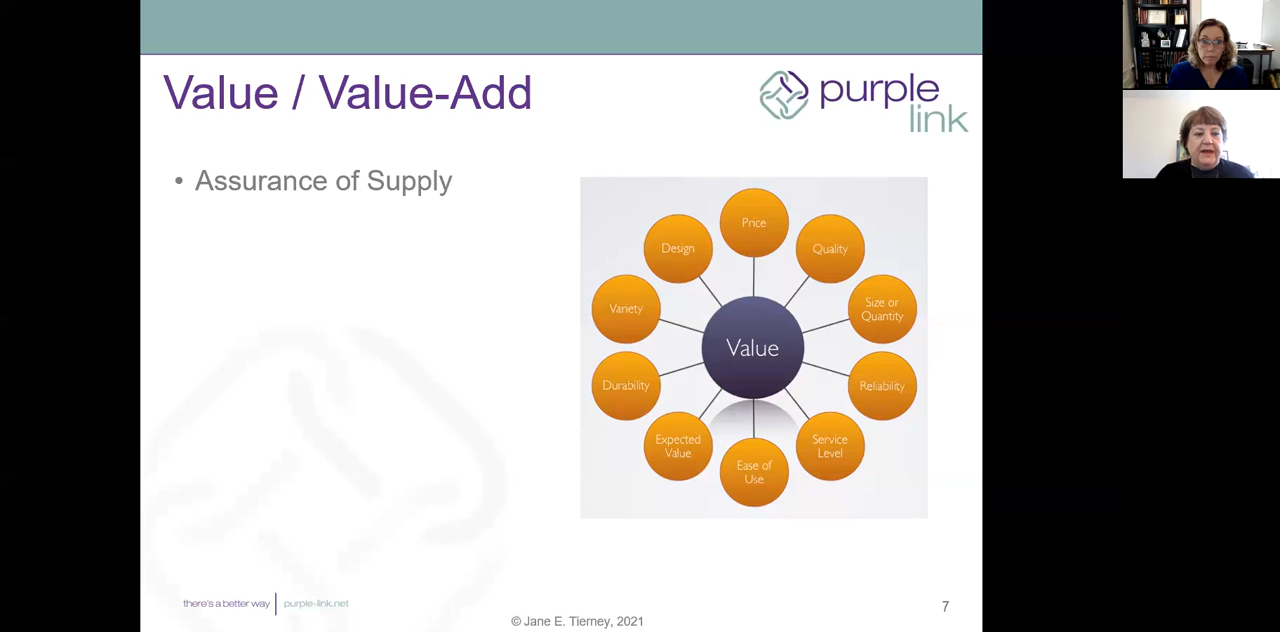 Value / Value-Add
purple
link
• Assurance of Supply
Price
Design
Quality
Variety
Size or
Quantity
Value
Durability
Reliability
Expected
Value
Service
Level
Ease of
Use
there's a better way | purple-link.net
7
© Jane E. Tierney, 2021